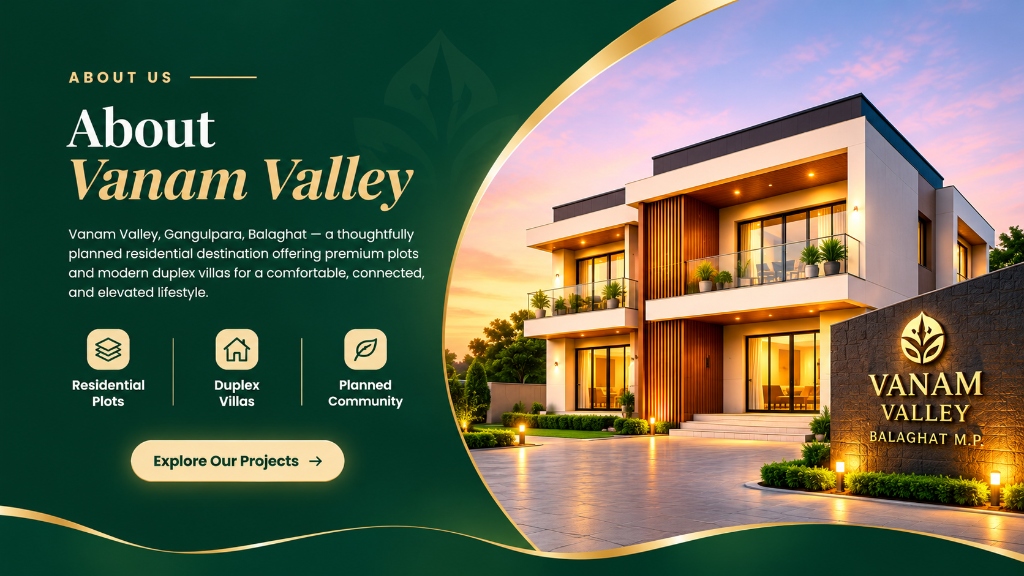 ABOUT US
About
Vanam Valley
Vanam Valley, Gangulpara, Balaghat — a thoughtfully
planned residential destination offering premium plots
and modern duplex villas for a comfortable, connected,
and elevated lifestyle.
Residential
Plots
Duplex
Villas
Planned
Community
Explore Our Projects →
VANAM
VALLEY
BALAGHAT M.P.